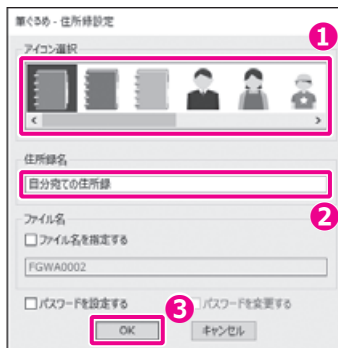 筆ぐるめ - 住所録設定
アイコン選択
1
住所録名
自分宛ての住所録
2
ファイル名
ファイル名を指定する
FGWA0002
パスワードを設定する
3
パスワードを変更する
OK
キャンセル